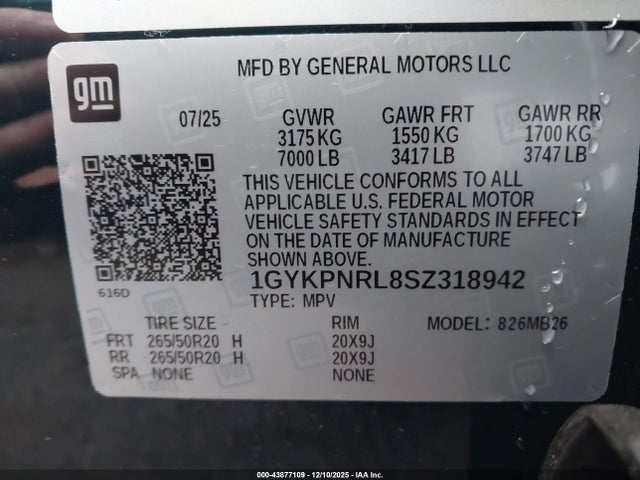 MFD BY GENERAL MOTORS LLC
gm
07/25 GVWR GAWR FRT GAWR RR
3175 KG 1550 KG 1700 KG
7000 LB 3417 LB 3747 LB
THIS VEHICLE CONFORMS TO ALL
APPLICABLE U.S. FEDERAL MOTOR
VEHICLE SAFETY STANDARDS IN EFFECT
ON THE DATE OF MANUFACTURE
SHOWN ABOVE.
1GYKPNRL8SZ318942
616D
TYPE: MPV
TIRE SIZE RIM MODEL: 826MB26
FRT 265/50R20 H 20X9J
RR 265/50R20 H 20X9J
SPA NONE NONE
000-43877109 | 12/10/2025 | IAA Inc.